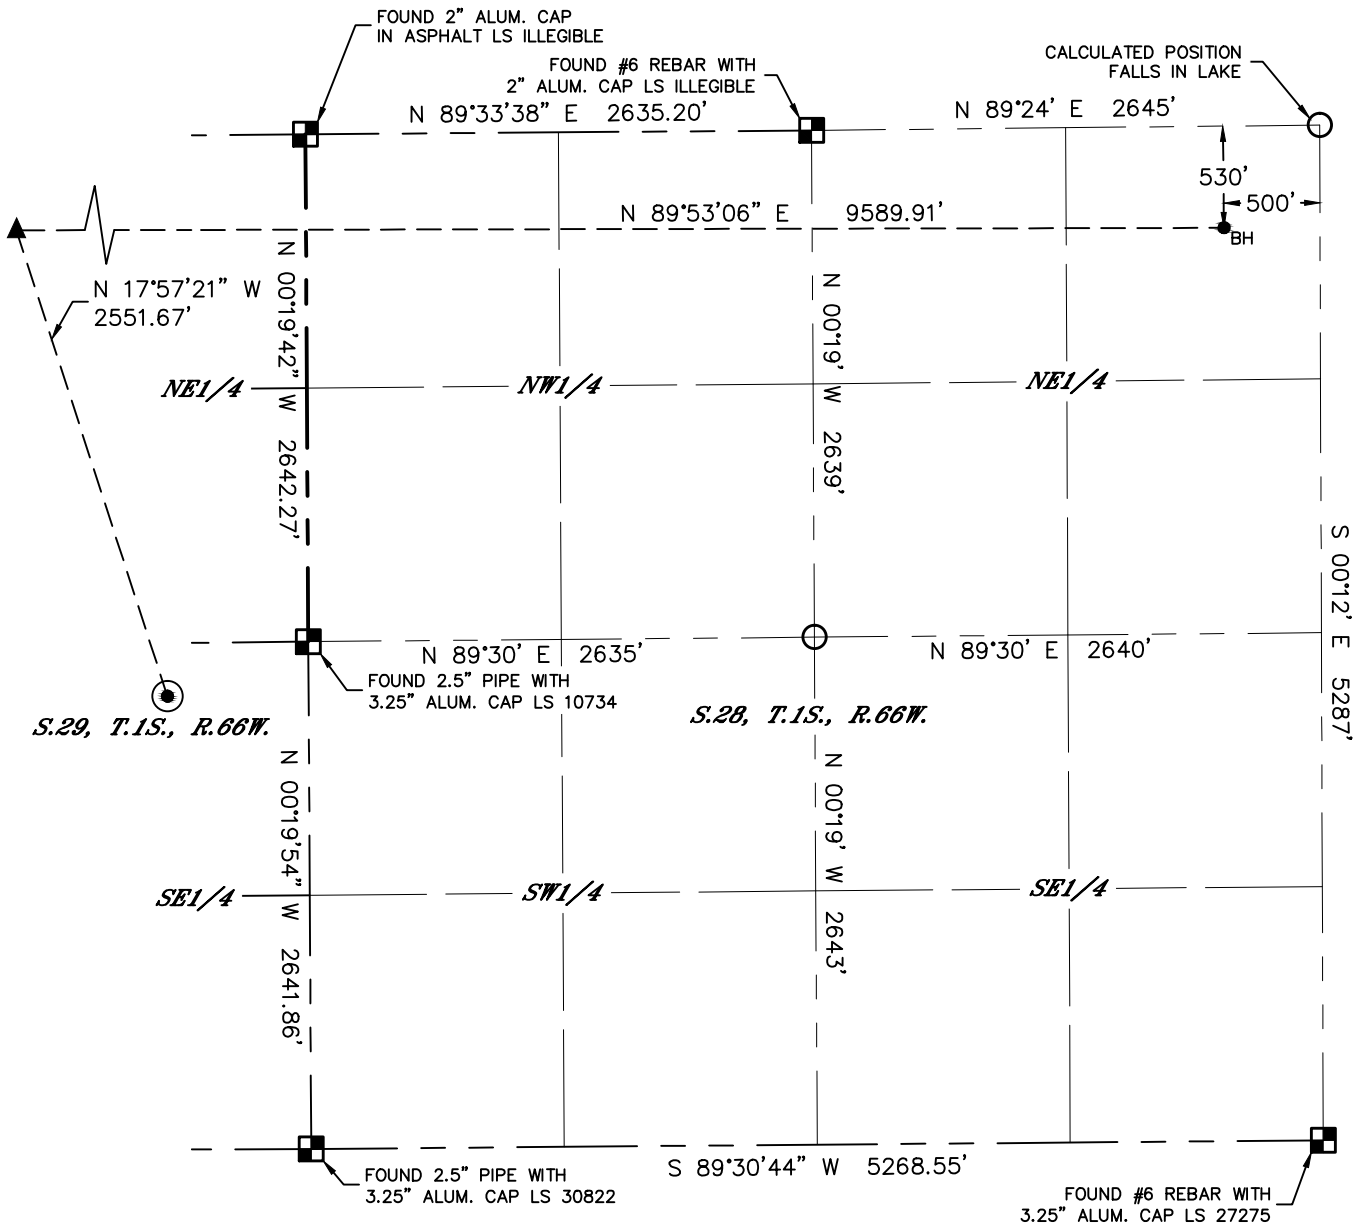 FOUND 2” ALUM. CAP
IN ASPHALT LS ILLEGIBLE
FOUND #6 REBAR WITH
2” ALUM. CAP LS ILLEGIBLE
CALCULATED POSITION
FALLS IN LAKE
N 89°33'38” E 2635.20'
N 89°24' E 2645'
530'
500'
BH
N 89°53'06” E 9589.91'
N 17°57'21” W
2551.67'
N 00°19'42” W 2642.27'
N 00°19' W 2639'
NE1/4
NW1/4
NE1/4
S 00°12' E 5287'
N 89°30' E 2635'
N 89°30' E 2640'
FOUND 2.5” PIPE WITH
3.25” ALUM. CAP LS 10734
S.29, T.1S., R.66W.
S.28, T.1S., R.66W.
N 00°19'54” W 2641.86'
N 00°19' W 2643'
SE1/4
SW1/4
SE1/4
S 89°30'44” W 5268.55'
FOUND 2.5” PIPE WITH
3.25” ALUM. CAP LS 30822
FOUND #6 REBAR WITH
3.25” ALUM. CAP LS 27275